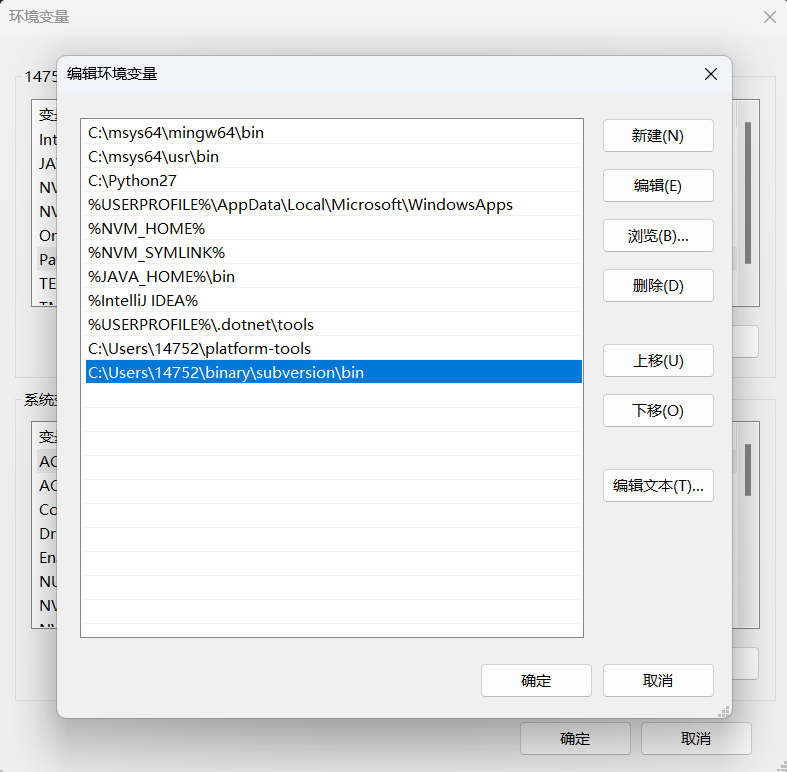 环境变量
1475
编辑环境变量
C:\msys64\mingw64\bin
C:\msys64\usr\bin
C:\Python27
%USERPROFILE%\AppData\Local\Microsoft\WindowsApps
%NVM_HOME%
%NVM_SYMLINK%
%JAVA_HOME%\bin
%IntelliJ IDEA%
%USERPROFILE%\.dotnet\tools
C:\Users\14752\platform-tools
C:\Users\14752\binary\subversion\bin
新建(N)
编辑(E)
浏览(B)...
删除(D)
上移(U)
下移(O)
编辑文本(T)...
确定
取消
变量
Int
JA
NV
NV
On
Pa
TE
系统变
变量
AC
AC
Co
Dr
En
NU
NV
确定
取消